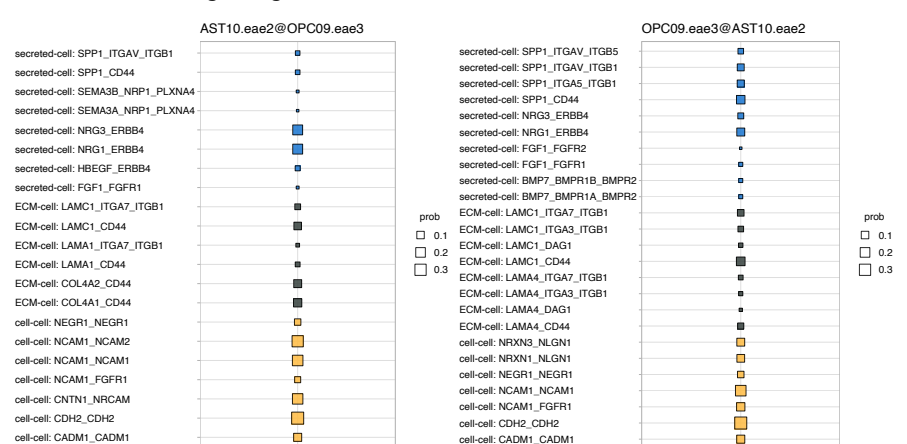 AST10.eae2@OPC09.eae3
secreted-cell: SPP1_ITGAV_ITGB1
secreted-cell: SPP1_CD44
secreted-cell: SEMA3B_NRP1_PLXNA4
secreted-cell: SEMA3A_NRP1_PLXNA4
secreted-cell: NRG3_ERBB4
secreted-cell: NRG1_ERBB4
secreted-cell: HBEGF_ERBB4
secreted-cell: FGF1_FGFR1
ECM-cell: LAMC1_ITGA7_ITGB1
ECM-cell: LAMC1_CD44
ECM-cell: LAMA1_ITGA7_ITGB1
ECM-cell: LAMA1_CD44
ECM-cell: COL4A2_CD44
ECM-cell: COL4A1_CD44
cell-cell: NEGR1_NEGR1
cell-cell: NCAM1_NCAM2
cell-cell: NCAM1_NCAM1
cell-cell: NCAM1_FGFR1
cell-cell: CNTN1_NRCAM
cell-cell: CDH2_CDH2
cell-cell: CADM1_CADM1
prob
0.1
0.2
0.3
OPC09.eae3@AST10.eae2
secreted-cell: SPP1_ITGAV_ITGB5
secreted-cell: SPP1_ITGAV_ITGB1
secreted-cell: SPP1_ITGA5_ITGB1
secreted-cell: SPP1_CD44
secreted-cell: NRG3_ERBB4
secreted-cell: NRG1_ERBB4
secreted-cell: FGF1_FGFR2
secreted-cell: FGF1_FGFR1
secreted-cell: BMP7_BMPR1B_BMPR2
secreted-cell: BMP7_BMPR1A_BMPR2
ECM-cell: LAMC1_ITGA7_ITGB1
ECM-cell: LAMC1_ITGA3_ITGB1
ECM-cell: LAMC1_DAG1
ECM-cell: LAMC1_CD44
ECM-cell: LAMA4_ITGA7_ITGB1
ECM-cell: LAMA4_ITGA3_ITGB1
ECM-cell: LAMA4_DAG1
ECM-cell: LAMA4_CD44
cell-cell: NRXN3_NLGN1
cell-cell: NRXN1_NLGN1
cell-cell: NEGR1_NEGR1
cell-cell: NCAM1_NCAM1
cell-cell: NCAM1_FGFR1
cell-cell: CDH2_CDH2
cell-cell: CADM1_CADM1
prob
0.1
0.2
0.3